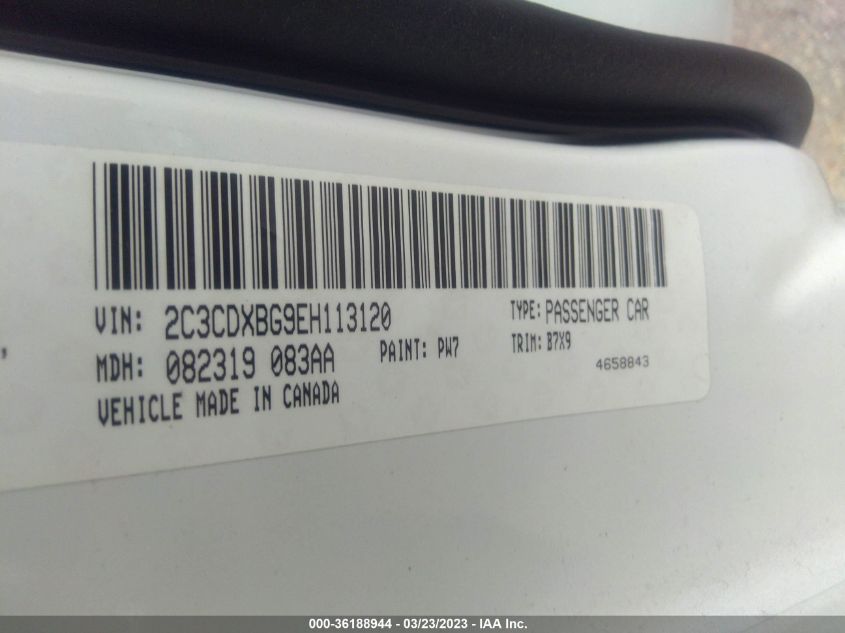 VIN: 2C3CDXBG9EH113120 TYPE: PASSENGER CAR
MDH: 082319 083AA PAINT: PW7 TRIM: B7X9
4658843
VEHICLE MADE IN CANADA
000-36188944 - 03/23/2023 - IAA Inc.